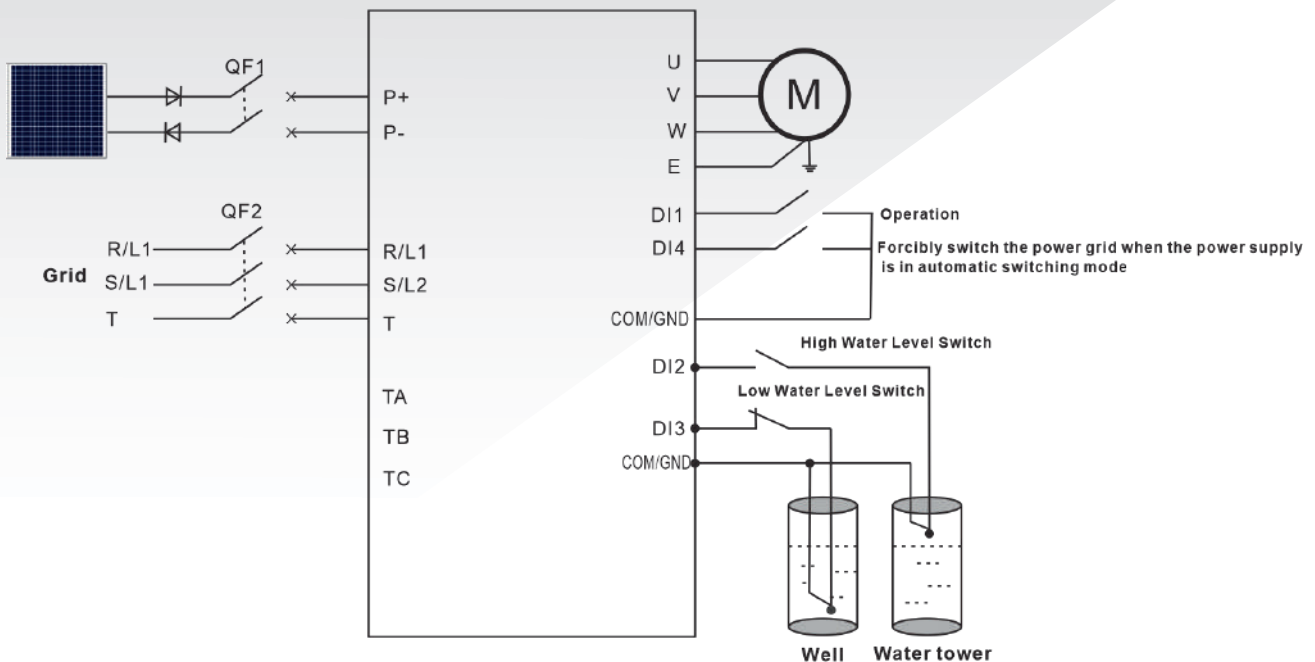 QF1
P+
P-
QF2
R/L1
Grid
S/L1
T
R/L1
S/L2
T
TA
TB
TC
U
V
W
E
M
DI1
Operation
DI4
Forcibly switch the power grid when the power supply
is in automatic switching mode
COM/GND
High Water Level Switch
DI2
Low Water Level Switch
DI3
COM/GND
Well
Water tower